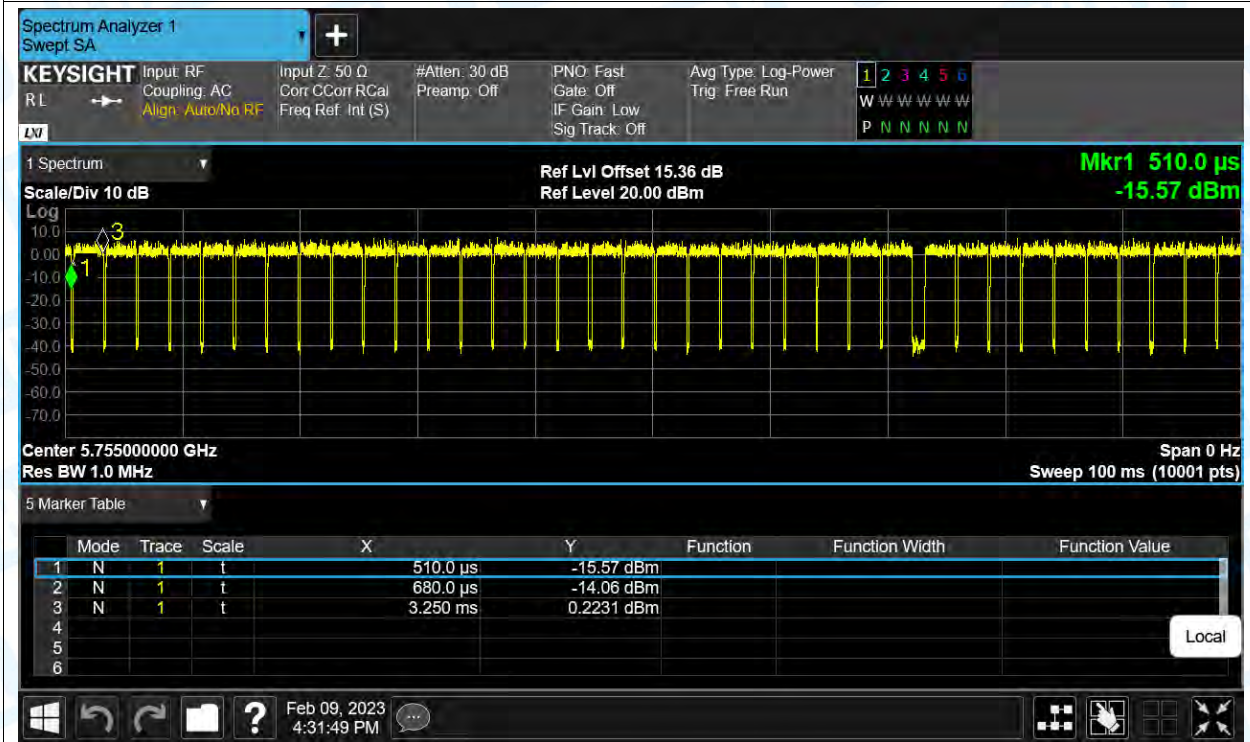 Spectrum Analyzer 1
Swept SA
+
KEYSIGHT Input: RF Input Z: 50 Ω #Atten: 30 dB PNO: Fast Avg Type: Log-Power 1 2 3 4 5 6
R L Coupling: AC Corr CCorr RCal Preamp: Off Gate: Off Trig: Free Run
Align: Auto/No RF Freq Ref: Int (S) IF Gain: Low W W W W W W
LXI Sig Track: Off P N N N N N
1 Spectrum
Ref Lvl Offset 15.36 dB Mkr1 510.0 µs
Scale/Div 10 dB Ref Level 20.00 dBm -15.57 dBm
Log
10.0
0.00
-10.0
-20.0
-30.0
-40.0
-50.0
-60.0
-70.0
3
1
Center 5.755000000 GHz Span 0 Hz
Res BW 1.0 MHz Sweep 100 ms (10001 pts)
5 Marker Table
Mode Trace Scale X Y Function Function Width Function Value
1 N 1 t 510.0 µs -15.57 dBm
2 N 1 t 680.0 µs -14.06 dBm
3 N 1 t 3.250 ms 0.2231 dBm
4
5
6
Local
? Feb 09, 2023
4:31:49 PM